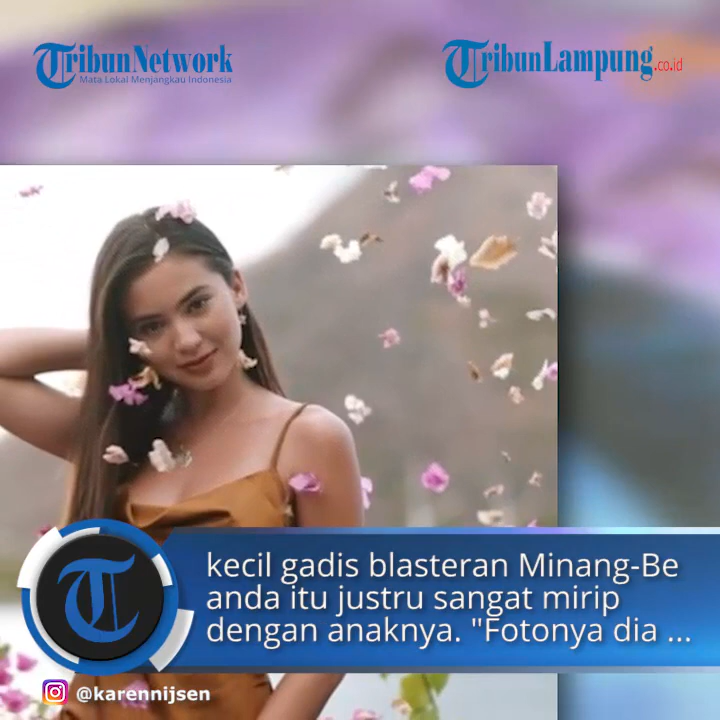 TribunNetwork
Mata Lokal Menjangkau Indonesia
TribunLampung.co.id
kecil gadis blasteran Minang-Be
anda itu justru sangat mirip
dengan anaknya. "Fotonya dia ...
@karennijsen